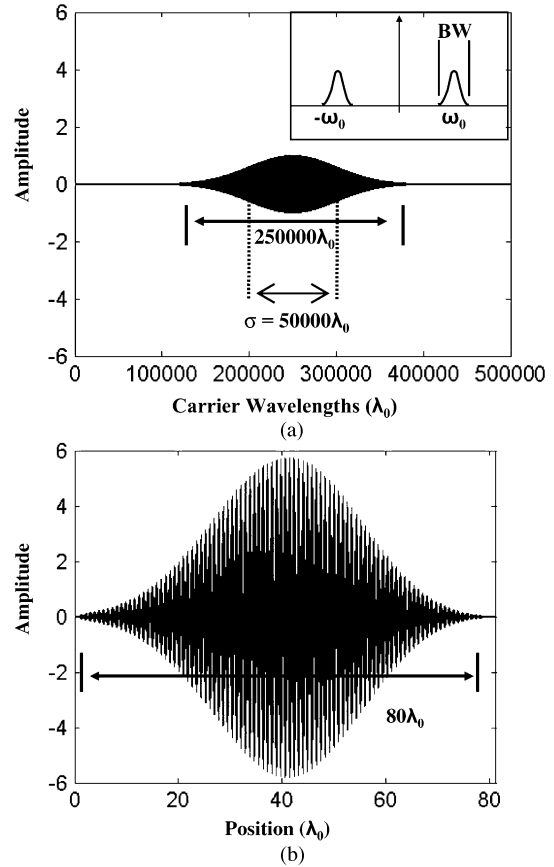 6
4
2
0
-2
-4
-6
Amplitude
BW
-ω₀
ω₀
250000λ₀
σ = 50000λ₀
0 100000 200000 300000 400000 500000
Carrier Wavelengths (λ₀)
(a)
6
4
2
0
-2
-4
-6
Amplitude
80λ₀
0 20 40 60 80
Position (λ₀)
(b)